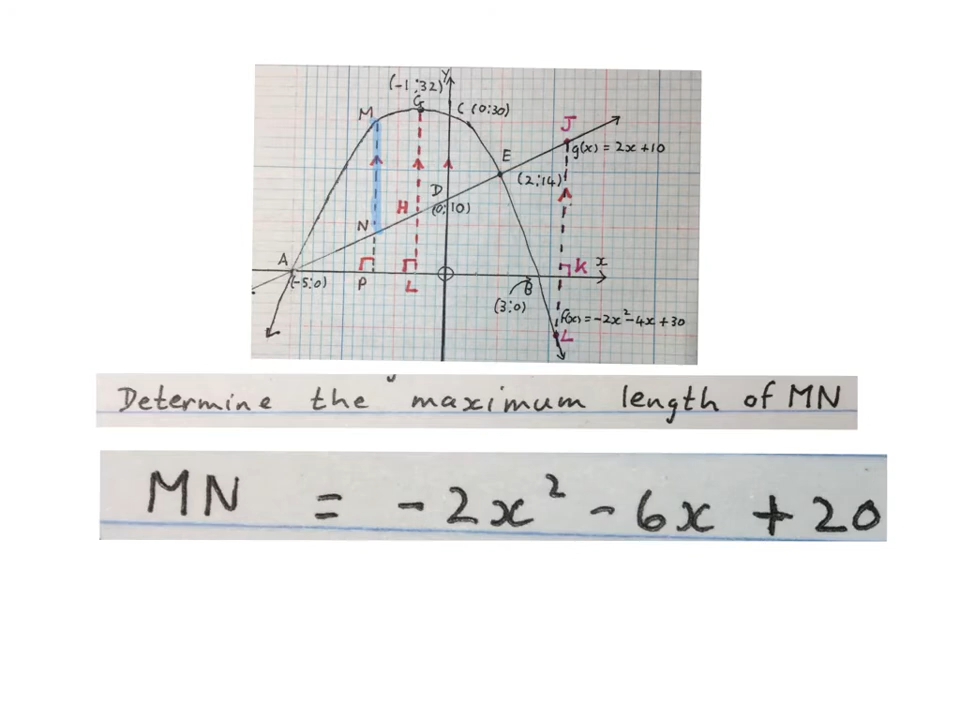 (-1;32) Y
G
M
C (0;30)
J
g(x) = 2x + 10
E
(2;14)
D
H
(0;10)
N
A
K x
(-5;0)
P
L
B
(3;0)
f(x) = -2x² - 4x + 30
L
Determine the maximum length of MN
MN = -2x² - 6x + 20